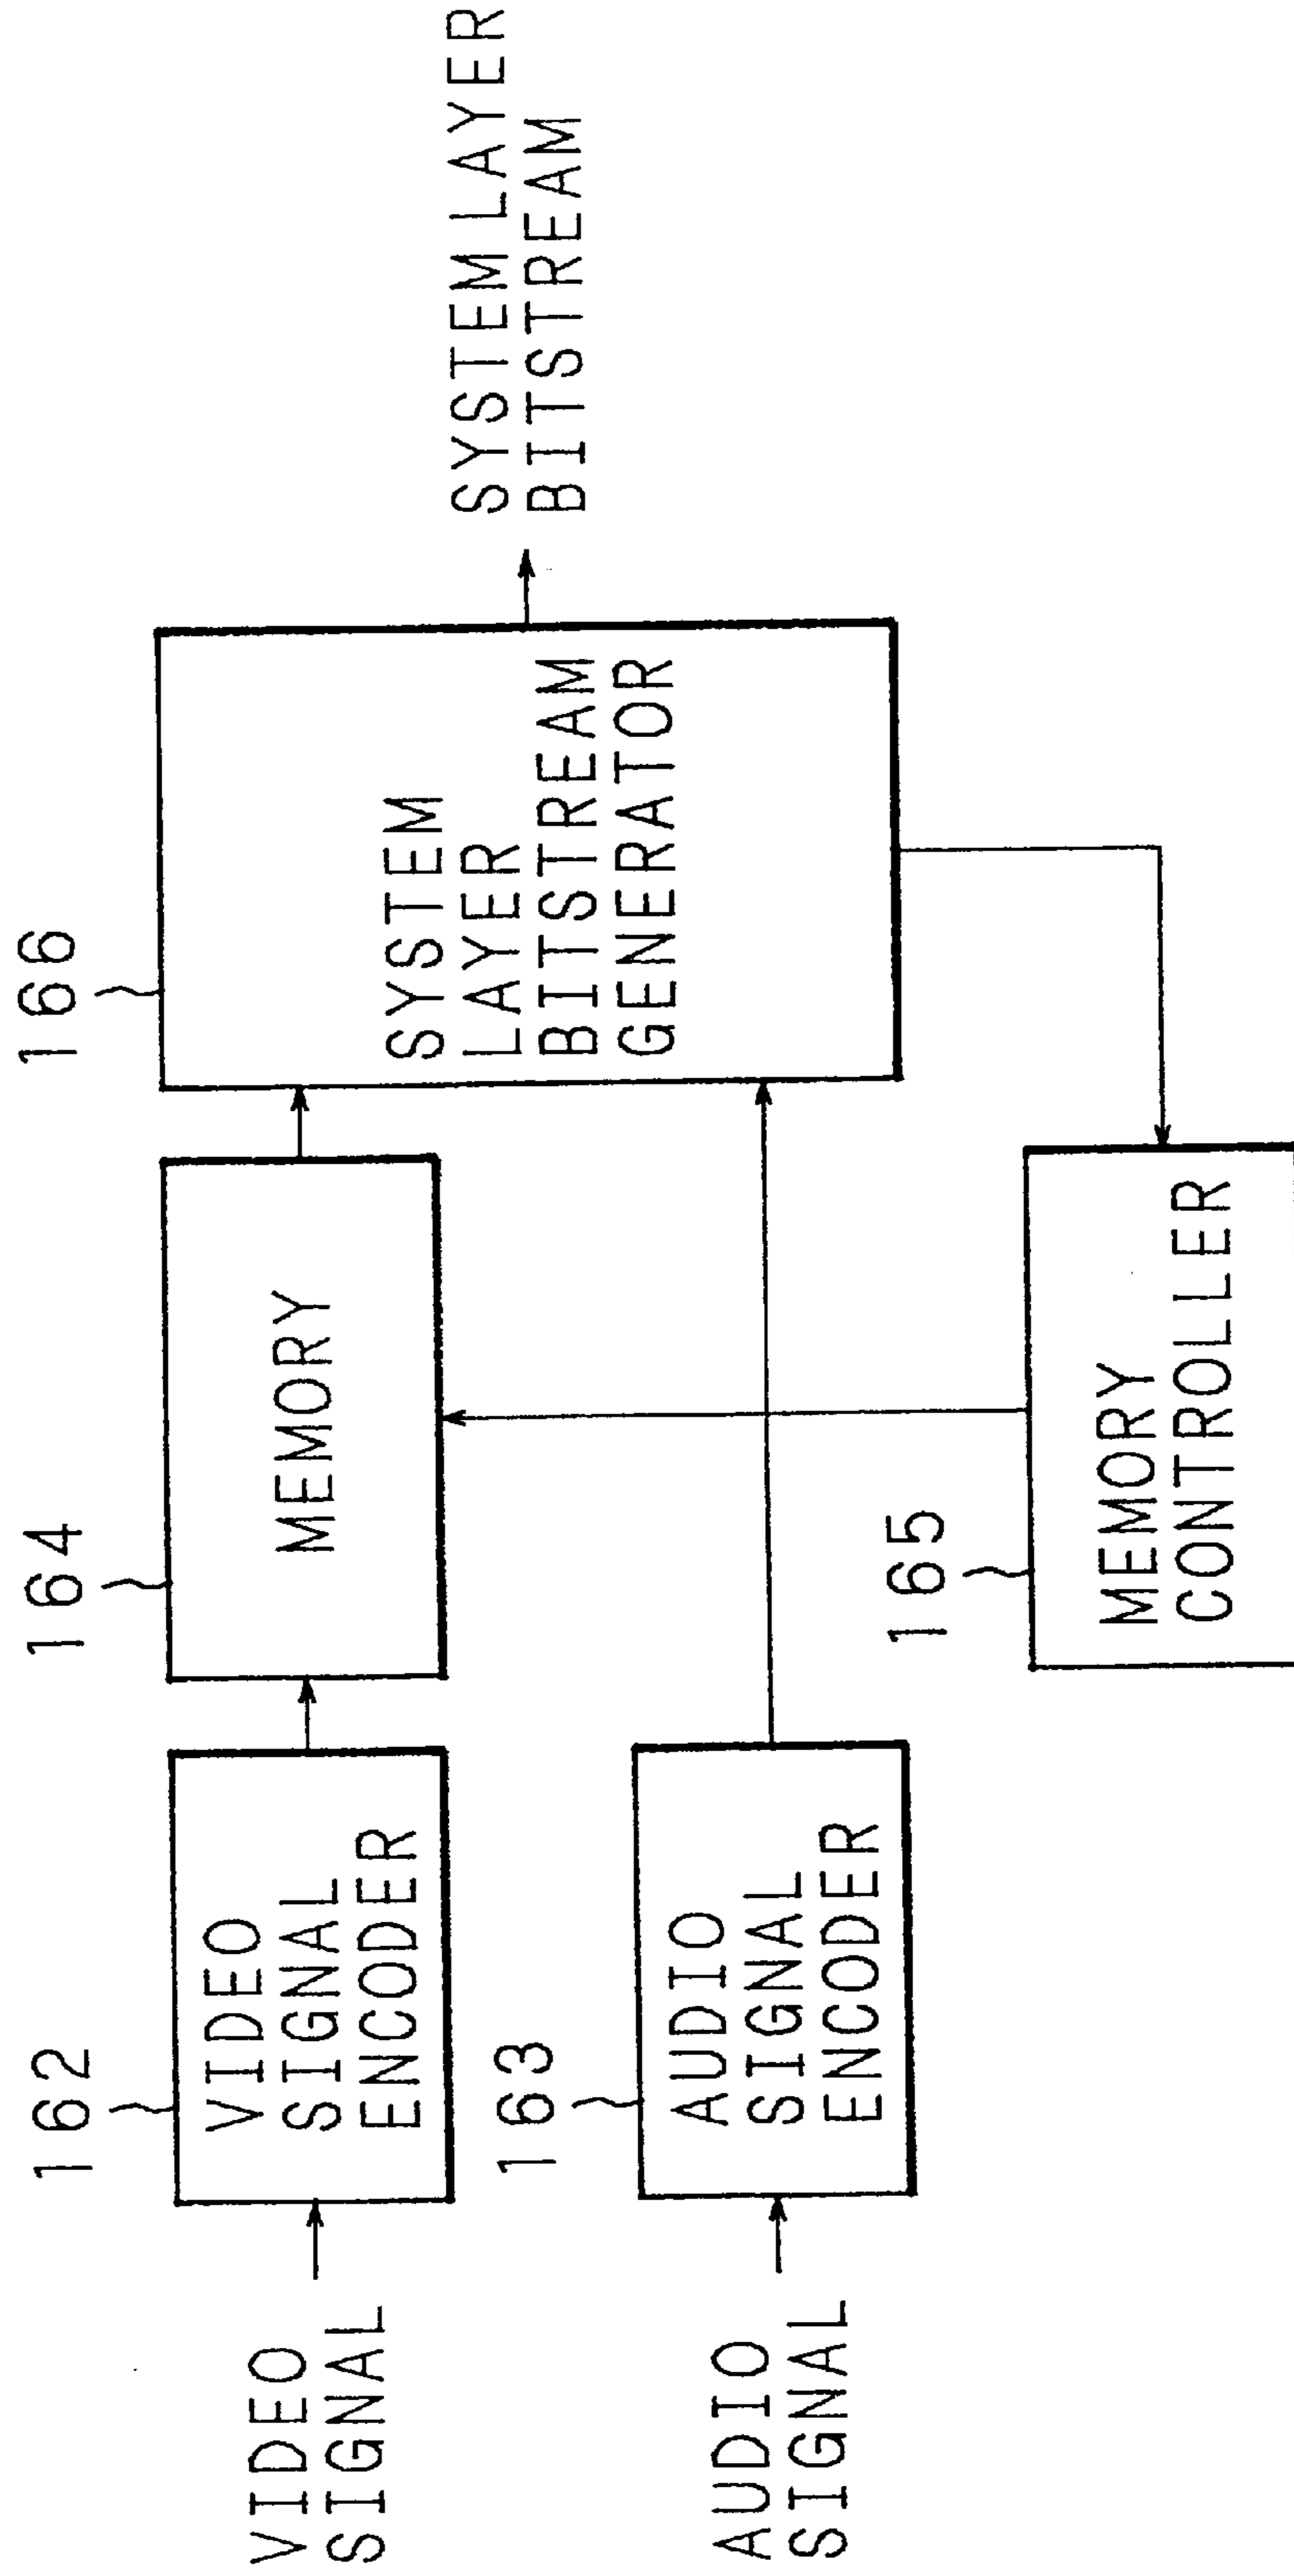 VIDEO
SIGNAL
162
VIDEO
SIGNAL
ENCODER
164
MEMORY
166
SYSTEM
LAYER
BITSTREAM
GENERATOR
SYSTEM LAYER
BITSTREAM
AUDIO
SIGNAL
163
AUDIO
SIGNAL
ENCODER
165
MEMORY
CONTROLLER